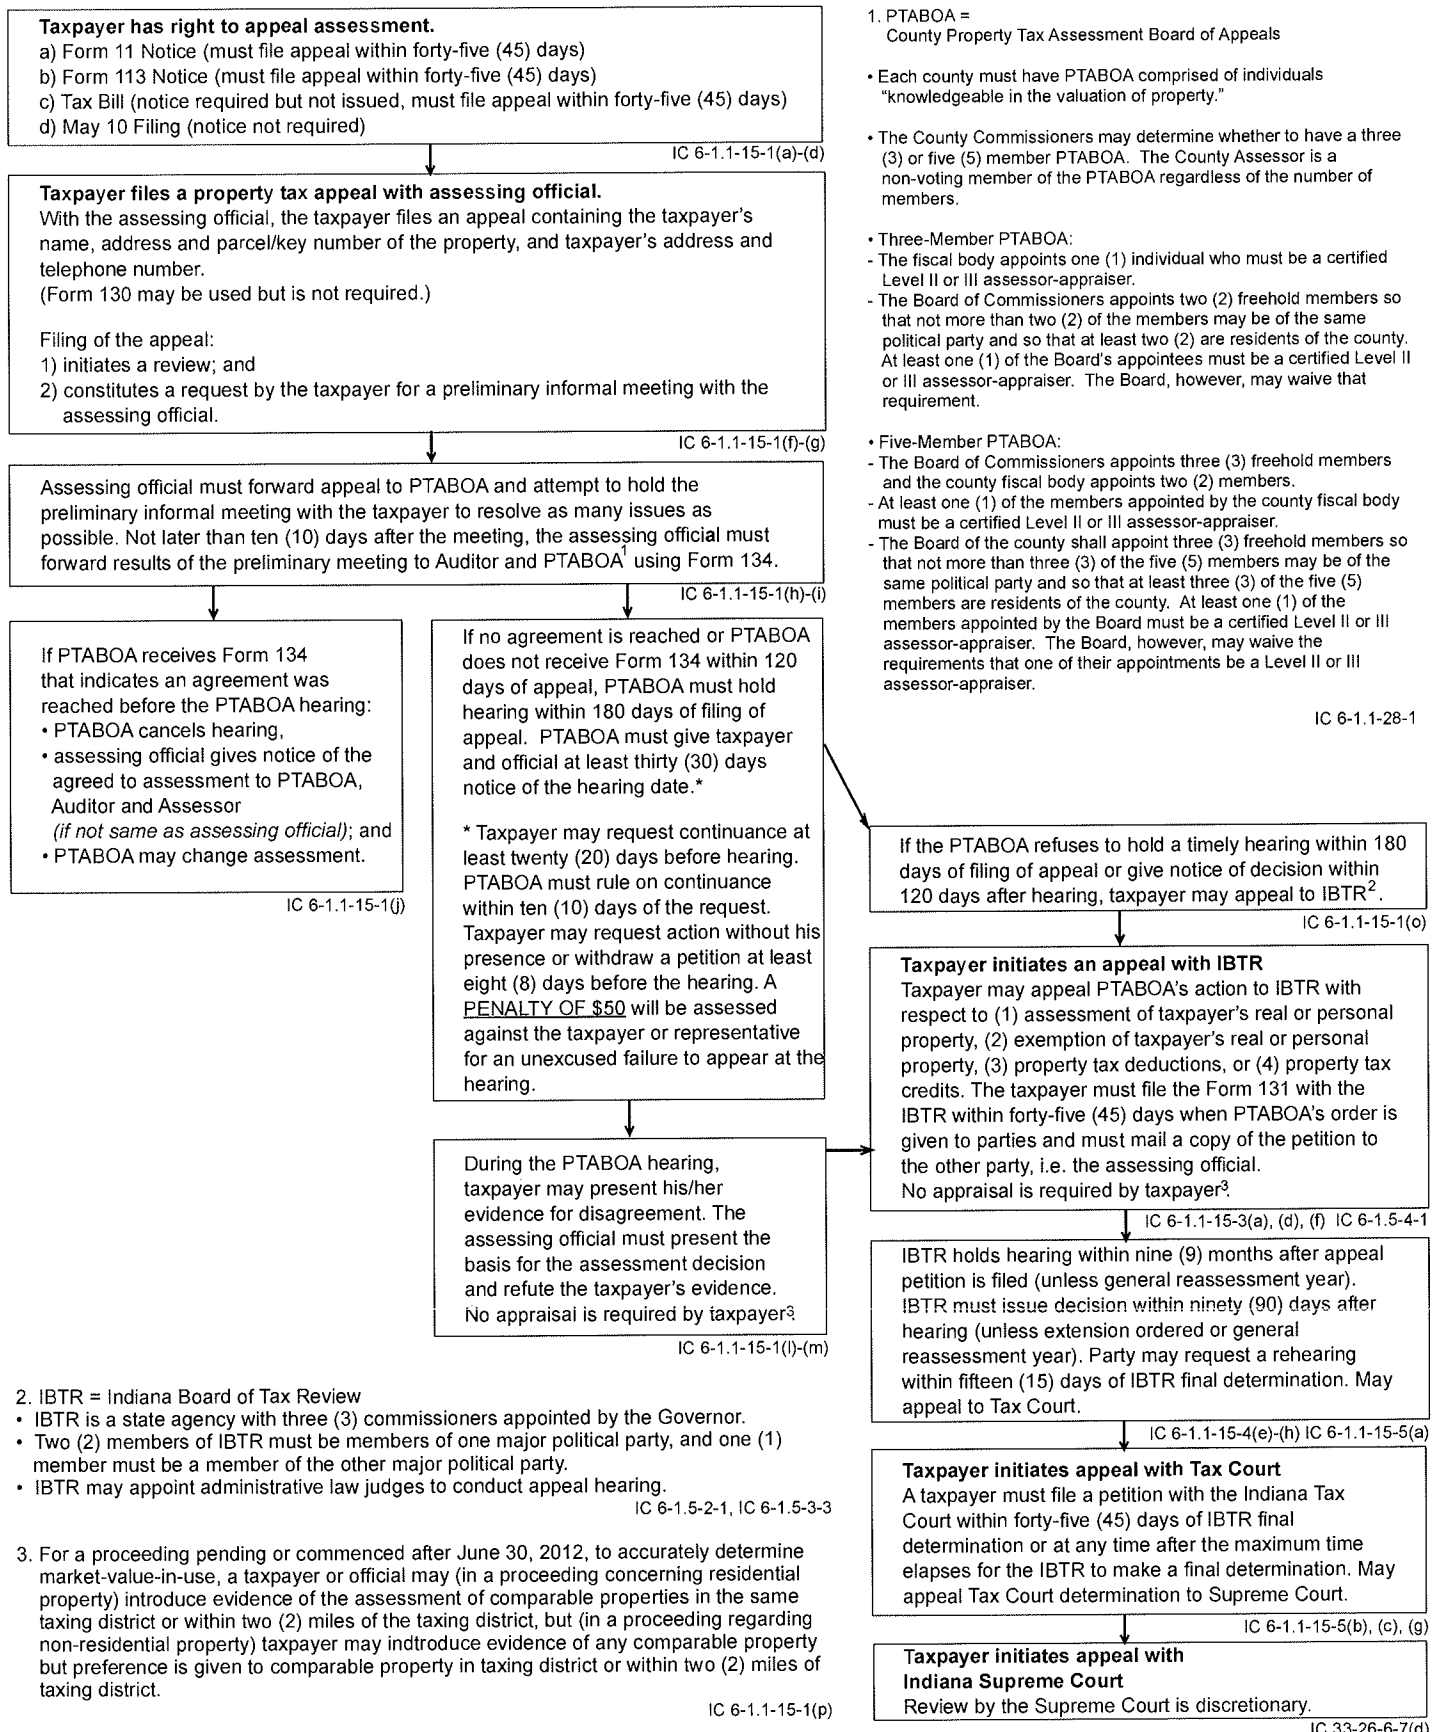 Taxpayer has right to appeal assessment.
a) Form 11 Notice (must file appeal within forty-five (45) days)
b) Form 113 Notice (must file appeal within forty-five (45) days)
c) Tax Bill (notice required but not issued, must file appeal within forty-five (45) days)
d) May 10 Filing (notice not required)
IC 6-1.1-15-1(a)-(d)
Taxpayer files a property tax appeal with assessing official.
With the assessing official, the taxpayer files an appeal containing the taxpayer's
name, address and parcel/key number of the property, and taxpayer's address and
telephone number.
(Form 130 may be used but is not required.)
Filing of the appeal:
1) initiates a review; and
2) constitutes a request by the taxpayer for a preliminary informal meeting with the
assessing official.
IC 6-1.1-15-1(f)-(g)
Assessing official must forward appeal to PTABOA and attempt to hold the
preliminary informal meeting with the taxpayer to resolve as many issues as
possible. Not later than ten (10) days after the meeting, the assessing official must
forward results of the preliminary meeting to Auditor and PTABOA1 using Form 134.
IC 6-1.1-15-1(h)-(i)
If PTABOA receives Form 134
that indicates an agreement was
reached before the PTABOA hearing:
• PTABOA cancels hearing,
• assessing official gives notice of the
agreed to assessment to PTABOA,
Auditor and Assessor
(if not same as assessing official); and
• PTABOA may change assessment.
IC 6-1.1-15-1(j)
If no agreement is reached or PTABOA
does not receive Form 134 within 120
days of appeal, PTABOA must hold
hearing within 180 days of filing of
appeal. PTABOA must give taxpayer
and official at least thirty (30) days
notice of the hearing date.*
* Taxpayer may request continuance at
least twenty (20) days before hearing.
PTABOA must rule on continuance
within ten (10) days of the request.
Taxpayer may request action without his
presence or withdraw a petition at least
eight (8) days before the hearing. A
PENALTY OF $50 will be assessed
against the taxpayer or representative
for an unexcused failure to appear at the
hearing.
During the PTABOA hearing,
taxpayer may present his/her
evidence for disagreement. The
assessing official must present the
basis for the assessment decision
and refute the taxpayer's evidence.
No appraisal is required by taxpayer3.
IC 6-1.1-15-1(l)-(m)
1. PTABOA =
County Property Tax Assessment Board of Appeals
• Each county must have PTABOA comprised of individuals
"knowledgeable in the valuation of property."
• The County Commissioners may determine whether to have a three
(3) or five (5) member PTABOA. The County Assessor is a
non-voting member of the PTABOA regardless of the number of
members.
• Three-Member PTABOA:
- The fiscal body appoints one (1) individual who must be a certified
Level II or III assessor-appraiser.
- The Board of Commissioners appoints two (2) freehold members so
that not more than two (2) of the members may be of the same
political party and so that at least two (2) are residents of the county.
At least one (1) of the Board's appointees must be a certified Level II
or III assessor-appraiser. The Board, however, may waive that
requirement.
• Five-Member PTABOA:
- The Board of Commissioners appoints three (3) freehold members
and the county fiscal body appoints two (2) members.
- At least one (1) of the members appointed by the county fiscal body
must be a certified Level II or III assessor-appraiser.
- The Board of the county shall appoint three (3) freehold members so
that not more than three (3) of the five (5) members may be of the
same political party and so that at least three (3) of the five (5)
members are residents of the county. At least one (1) of the
members appointed by the Board must be a certified Level II or III
assessor-appraiser. The Board, however, may waive the
requirements that one of their appointments be a Level II or III
assessor-appraiser.
IC 6-1.1-28-1
If the PTABOA refuses to hold a timely hearing within 180
days of filing of appeal or give notice of decision within
120 days after hearing, taxpayer may appeal to IBTR2.
IC 6-1.1-15-1(o)
Taxpayer initiates an appeal with IBTR
Taxpayer may appeal PTABOA's action to IBTR with
respect to (1) assessment of taxpayer's real or personal
property, (2) exemption of taxpayer's real or personal
property, (3) property tax deductions, or (4) property tax
credits. The taxpayer must file the Form 131 with the
IBTR within forty-five (45) days when PTABOA's order is
given to parties and must mail a copy of the petition to
the other party, i.e. the assessing official.
No appraisal is required by taxpayer3.
IC 6-1.1-15-3(a), (d), (f) IC 6-1.5-4-1
IBTR holds hearing within nine (9) months after appeal
petition is filed (unless general reassessment year).
IBTR must issue decision within ninety (90) days after
hearing (unless extension ordered or general
reassessment year). Party may request a rehearing
within fifteen (15) days of IBTR final determination. May
appeal to Tax Court.
IC 6-1.1-15-4(e)-(h) IC 6-1.1-15-5(a)
Taxpayer initiates appeal with Tax Court
A taxpayer must file a petition with the Indiana Tax
Court within forty-five (45) days of IBTR final
determination or at any time after the maximum time
elapses for the IBTR to make a final determination. May
appeal Tax Court determination to Supreme Court.
IC 6-1.1-15-5(b), (c), (g)
Taxpayer initiates appeal with
Indiana Supreme Court
Review by the Supreme Court is discretionary.
IC 33-26-6-7(d)
2. IBTR = Indiana Board of Tax Review
• IBTR is a state agency with three (3) commissioners appointed by the Governor.
• Two (2) members of IBTR must be members of one major political party, and one (1)
member must be a member of the other major political party.
• IBTR may appoint administrative law judges to conduct appeal hearing.
IC 6-1.5-2-1, IC 6-1.5-3-3
3. For a proceeding pending or commenced after June 30, 2012, to accurately determine
market-value-in-use, a taxpayer or official may (in a proceeding concerning residential
property) introduce evidence of the assessment of comparable properties in the same
taxing district or within two (2) miles of the taxing district, but (in a proceeding regarding
non-residential property) taxpayer may indtroduce evidence of any comparable property
but preference is given to comparable property in taxing district or within two (2) miles of
taxing district.
IC 6-1.1-15-1(p)